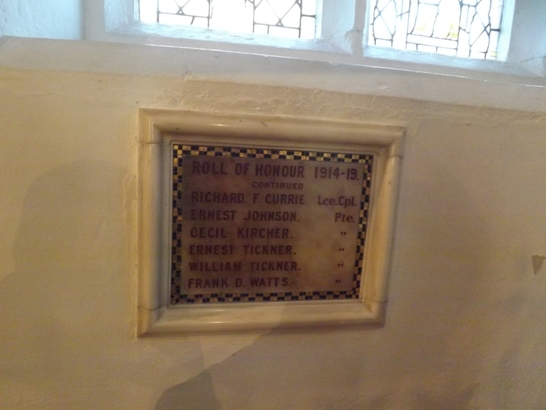 ROLL OF HONOUR 1914-19.
CONTINUED
RICHARD F. CURRIE. Lce. Cpl.
ERNEST JOHNSON. Pte.
CECIL KIRCHER. "
ERNEST TICKNER. "
WILLIAM TICKNER. "
FRANK D. WATTS. "